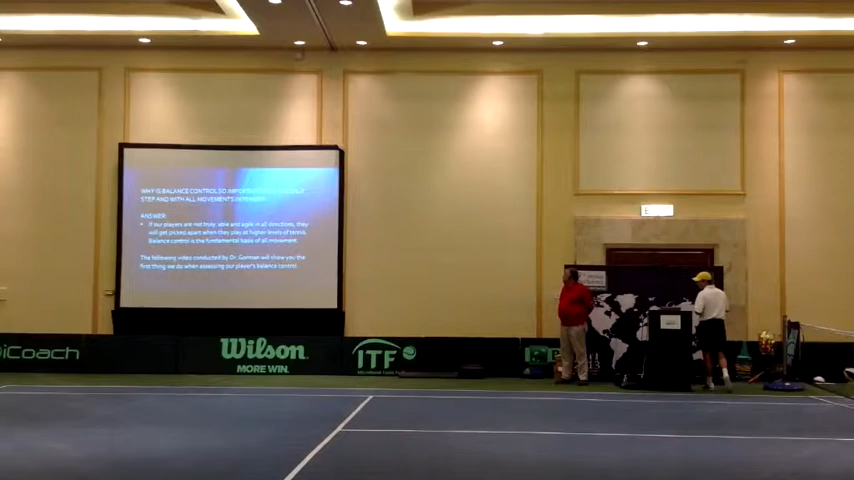 WHY IS BALANCE CONTROL SO
STEP AND WITH ALL MOVEMENTS
ANSWER:
• If our players are not truly able and agile in all directions, they
will get picked apart when they play at higher levels of tennis.
Balance control is the fundamental basis of all movement.
The following video conducted by Dr. Gorman will show you the
first thing we do when assessing our player's balance control.
iCoach
Wilson
MORE WIN.
ITF
International Tennis